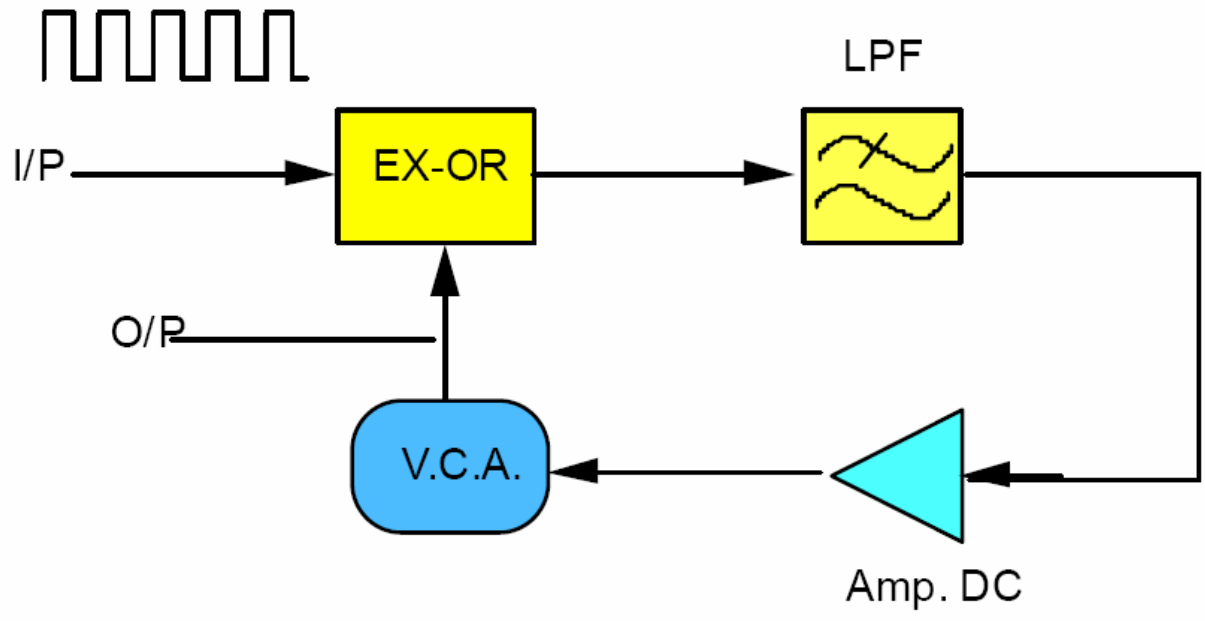 LPF
I/P
EX-OR
O/P
V.C.A.
Amp. DC